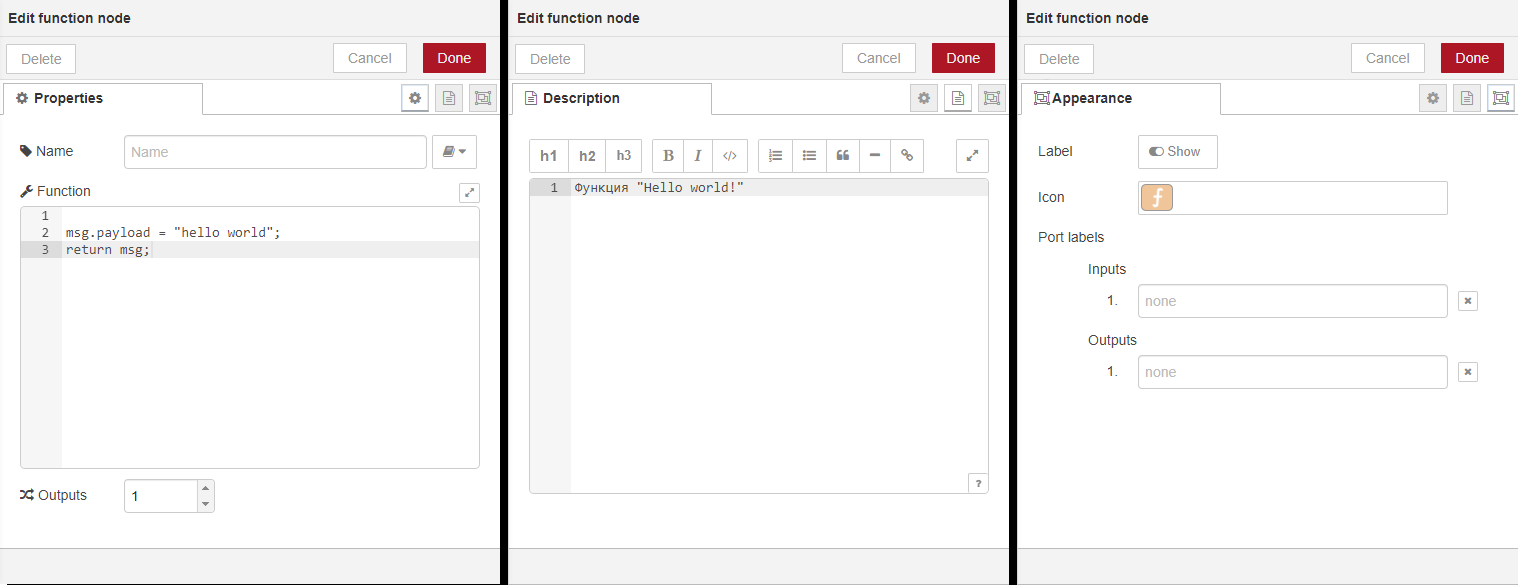 Edit function node
Delete
Cancel
Done
Properties
Name
Name
Function
1
2 msg.payload = "hello world";
3 return msg;
Outputs
1
Edit function node
Delete
Cancel
Done
Description
h1 h2 h3 B I </>
1 Функция "Hello world!"
?
Edit function node
Delete
Cancel
Done
Appearance
Label
Show
Icon
Port labels
Inputs
1. none
Outputs
1. none